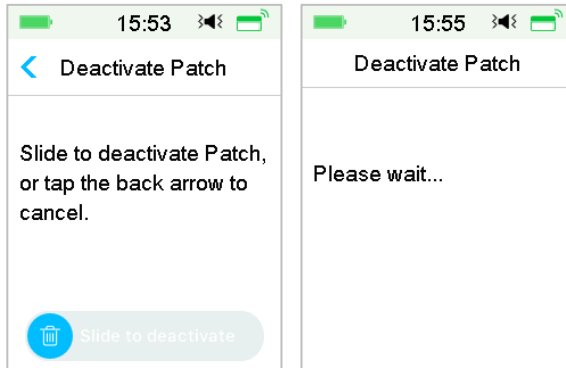 15:53
Deactivate Patch
Slide to deactivate Patch,
or tap the back arrow to
cancel.
Slide to deactivate
15:55
Deactivate Patch
Please wait...